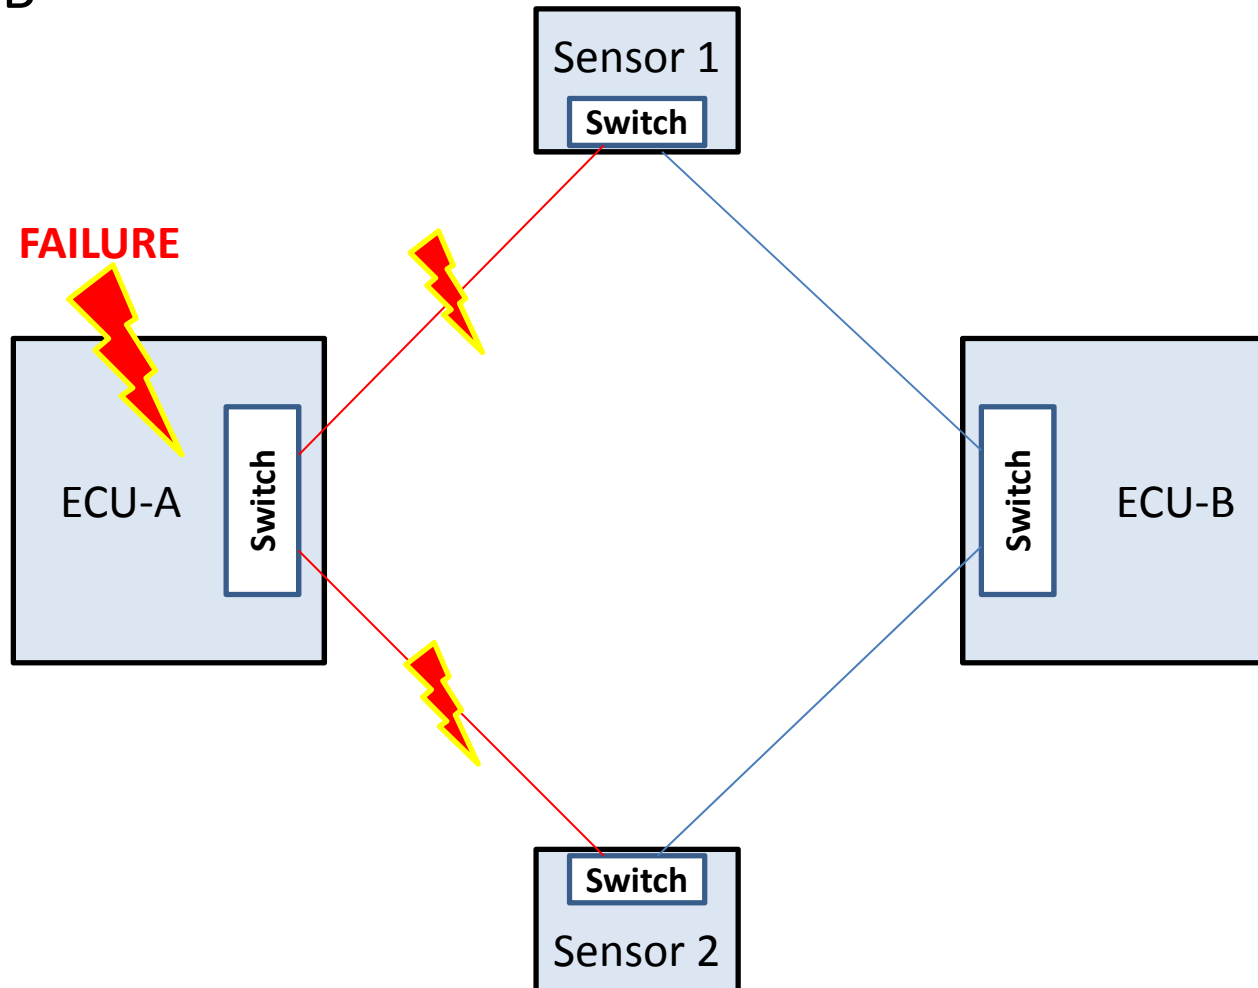 Sensor 1
Switch
FAILURE
ECU-A
Switch
Switch
ECU-B
Switch
Sensor 2